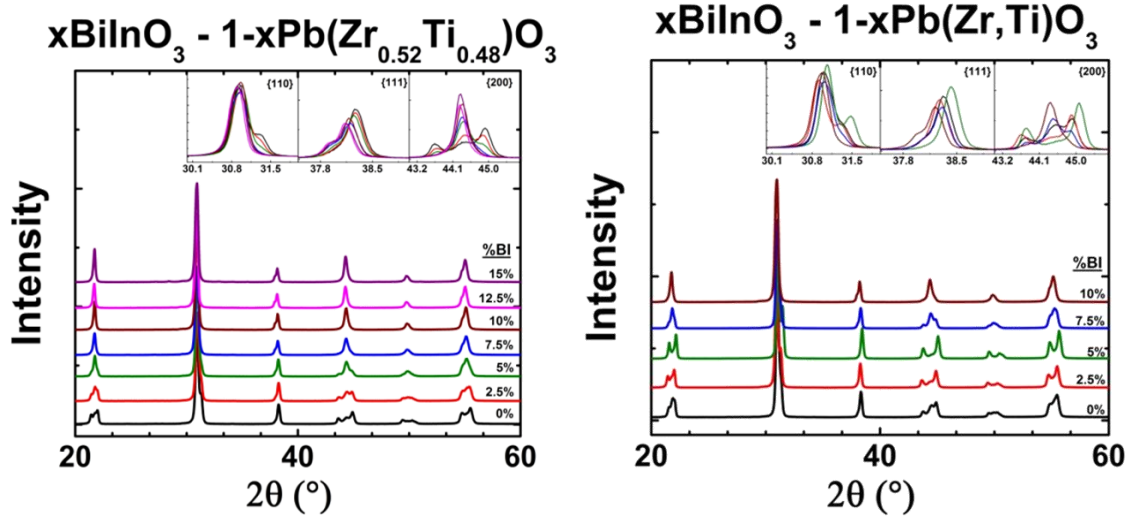 xBiInO3 - 1-xPb(Zr0.52Ti0.48)O3
{110}
{111}
{200}
30.1 30.8 31.5
37.8 38.5
43.2 44.1 45.0
%BI
15%
12.5%
10%
7.5%
5%
2.5%
0%
Intensity
20 40 60
2θ (°)
xBiInO3 - 1-xPb(Zr,Ti)O3
{110}
{111}
{200}
30.1 30.8 31.5
37.8 38.5
43.2 44.1 45.0
%BI
10%
7.5%
5%
2.5%
0%
Intensity
20 40 60
2θ (°)